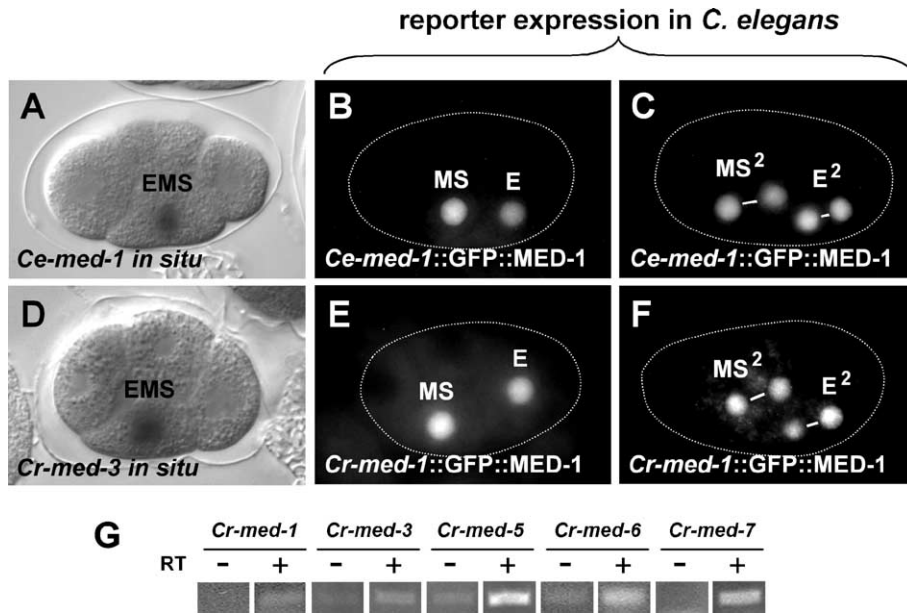 reporter expression in C. elegans
A
EMS
Ce-med-1 in situ
B
MS E
Ce-med-1::GFP::MED-1
C
MS² E²
Ce-med-1::GFP::MED-1
D
EMS
Cr-med-3 in situ
E
MS E
Cr-med-1::GFP::MED-1
F
MS² E²
Cr-med-1::GFP::MED-1
G
Cr-med-1 Cr-med-3 Cr-med-5 Cr-med-6 Cr-med-7
RT - + - + - + - + - +